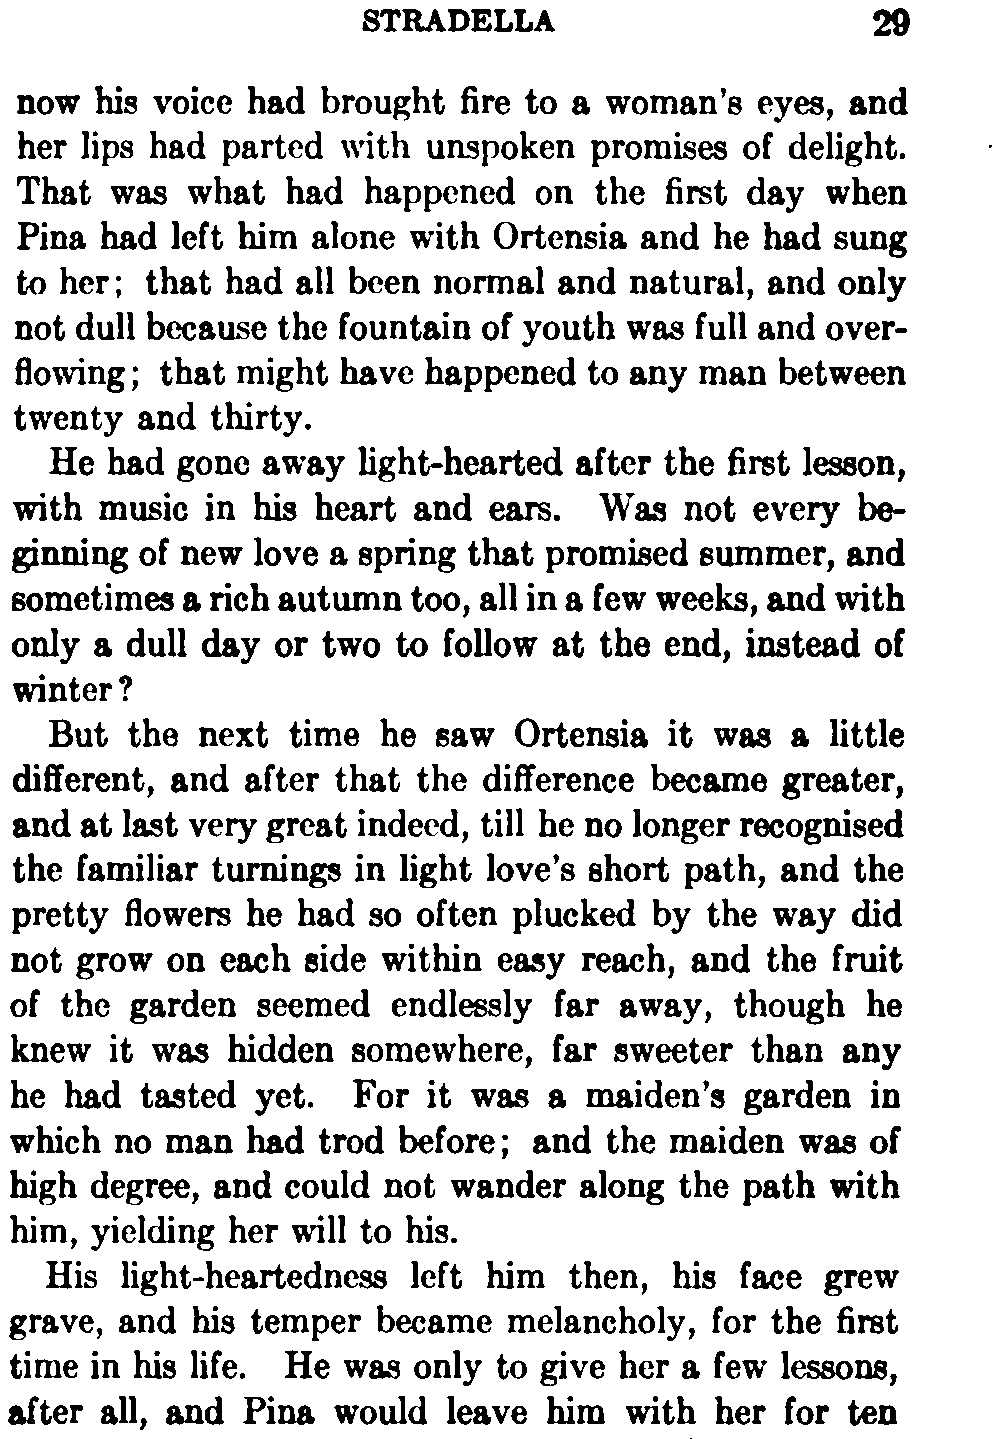 STRADELLA 29
now his voice had brought fire to a woman's eyes, and
her lips had parted with unspoken promises of delight.
That was what had happened on the first day when
Pina had left him alone with Ortensia and he had sung
to her; that had all been normal and natural, and only
not dull because the fountain of youth was full and over-
flowing; that might have happened to any man between
twenty and thirty.
He had gone away light-hearted after the first lesson,
with music in his heart and ears. Was not every be-
ginning of new love a spring that promised summer, and
sometimes a rich autumn too, all in a few weeks, and with
only a dull day or two to follow at the end, instead of
winter?
But the next time he saw Ortensia it was a little
different, and after that the difference became greater,
and at last very great indeed, till he no longer recognised
the familiar turnings in light love's short path, and the
pretty flowers he had so often plucked by the way did
not grow on each side within easy reach, and the fruit
of the garden seemed endlessly far away, though he
knew it was hidden somewhere, far sweeter than any
he had tasted yet. For it was a maiden's garden in
which no man had trod before; and the maiden was of
high degree, and could not wander along the path with
him, yielding her will to his.
His light-heartedness left him then, his face grew
grave, and his temper became melancholy, for the first
time in his life. He was only to give her a few lessons,
after all, and Pina would leave him with her for ten